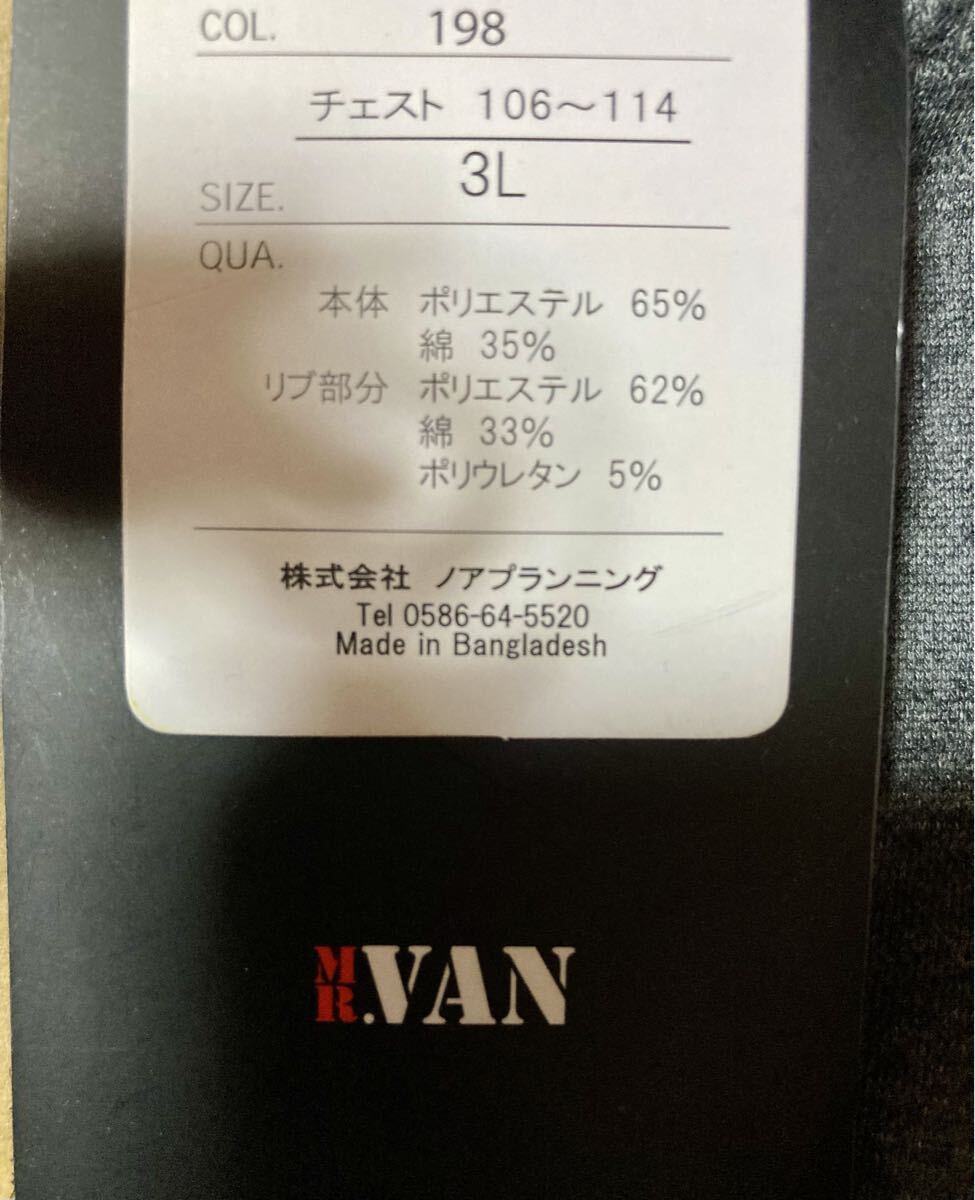 COL. 198
チェスト 106～114
SIZE. 3L
QUA.
本体 ポリエステル 65%
綿 35%
リブ部分 ポリエステル 62%
綿 33%
ポリウレタン 5%
株式会社 ノアプランニング
Tel 0586-64-5520
Made in Bangladesh
MR.VAN